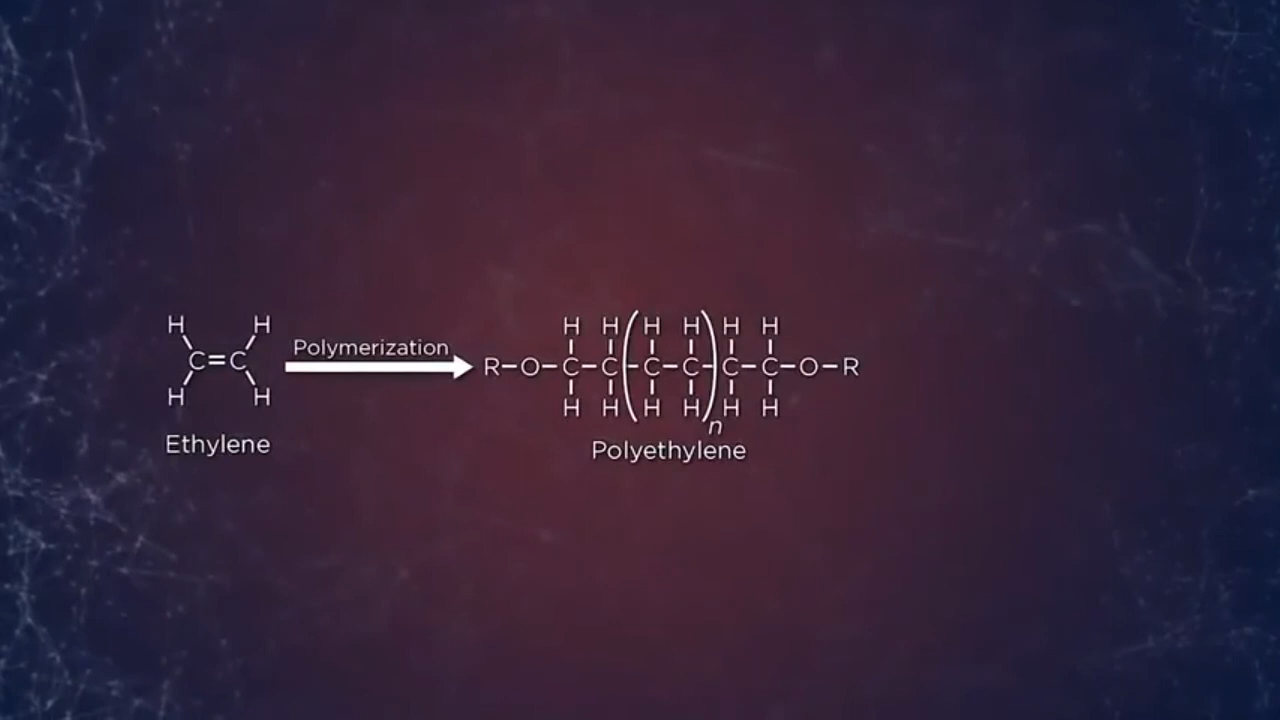 H H
C=C
H H
Ethylene
Polymerization
H H H H H H
R-O-C-C-(C-C)-C-C-O-R
H H H H H H
n
Polyethylene